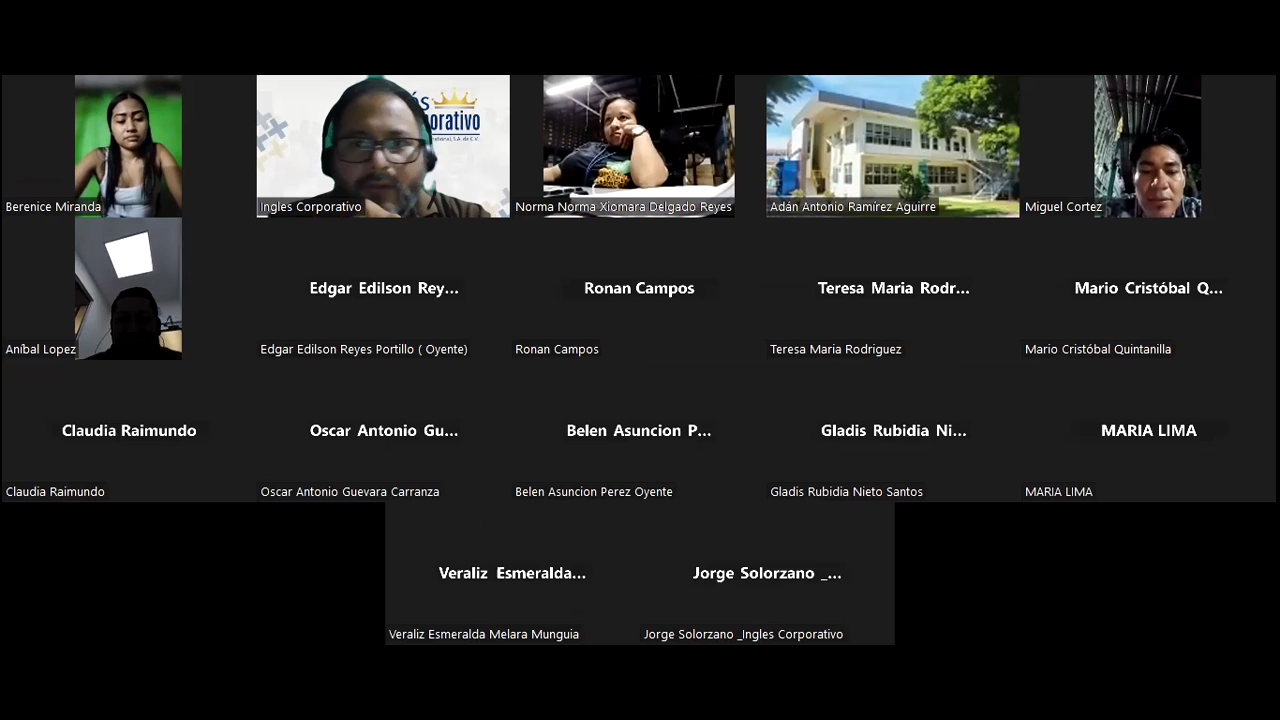 és
orativo
Berenice Miranda
Ingles Corporativo
Norma Norma Xiomara Delgado Reyes
Adán Antonio Ramírez Aguirre
Miguel Cortez
Edgar Edilson Rey...
Ronan Campos
Teresa Maria Rodr...
Mario Cristóbal Q...
Aníbal Lopez
Edgar Edilson Reyes Portillo ( Oyente)
Ronan Campos
Teresa Maria Rodriguez
Mario Cristóbal Quintanilla
Claudia Raimundo
Oscar Antonio Gu...
Belen Asuncion P...
Gladis Rubidia Ni...
MARIA LIMA
Claudia Raimundo
Oscar Antonio Guevara Carranza
Belen Asuncion Perez Oyente
Gladis Rubidia Nieto Santos
MARIA LIMA
Veraliz Esmeralda...
Jorge Solorzano _...
Veraliz Esmeralda Melara Munguia
Jorge Solorzano _Ingles Corporativo